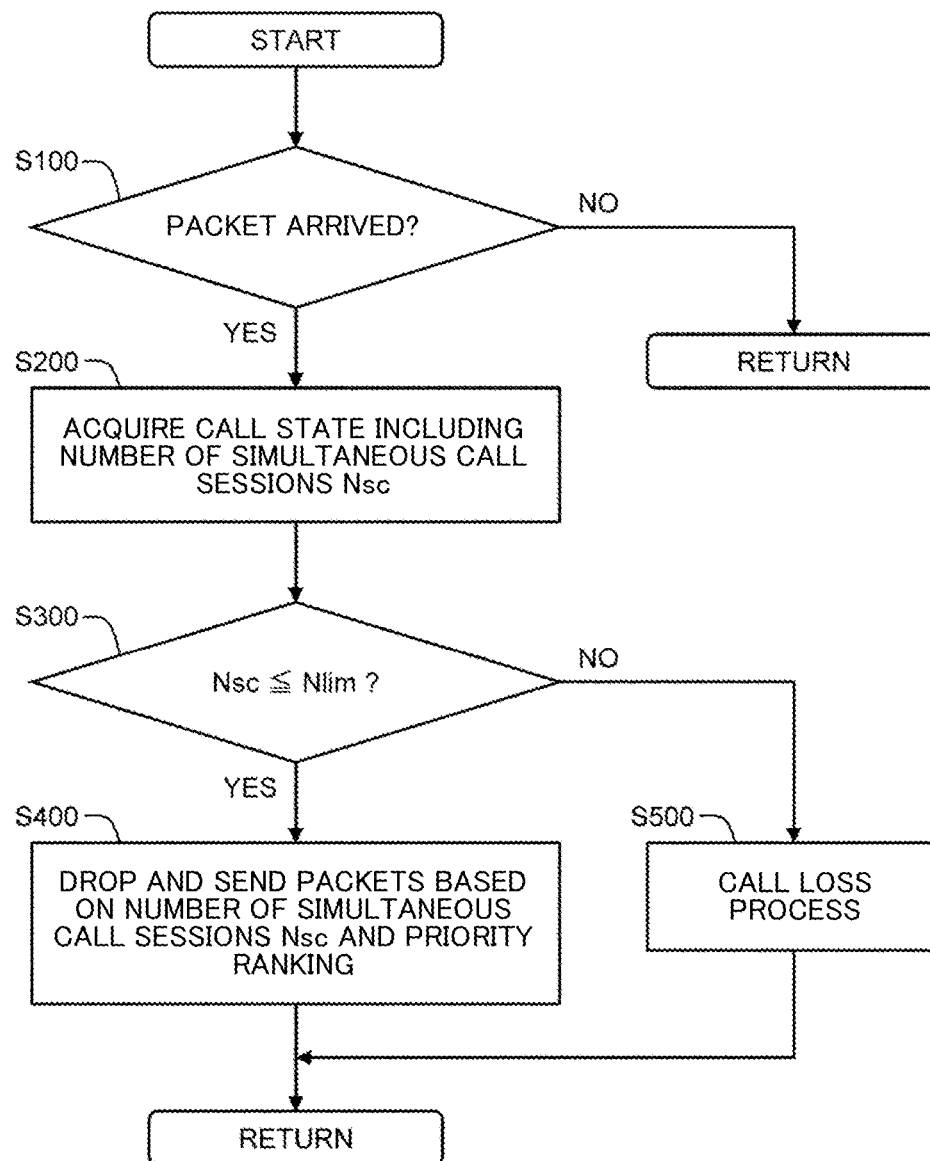 START
S100
PACKET ARRIVED?
NO
YES
RETURN
S200
ACQUIRE CALL STATE INCLUDING
NUMBER OF SIMULTANEOUS CALL
SESSIONS Nsc
S300
Nsc ≦ Nlim ?
NO
YES
S400
DROP AND SEND PACKETS BASED
ON NUMBER OF SIMULTANEOUS
CALL SESSIONS Nsc AND PRIORITY
RANKING
S500
CALL LOSS
PROCESS
RETURN